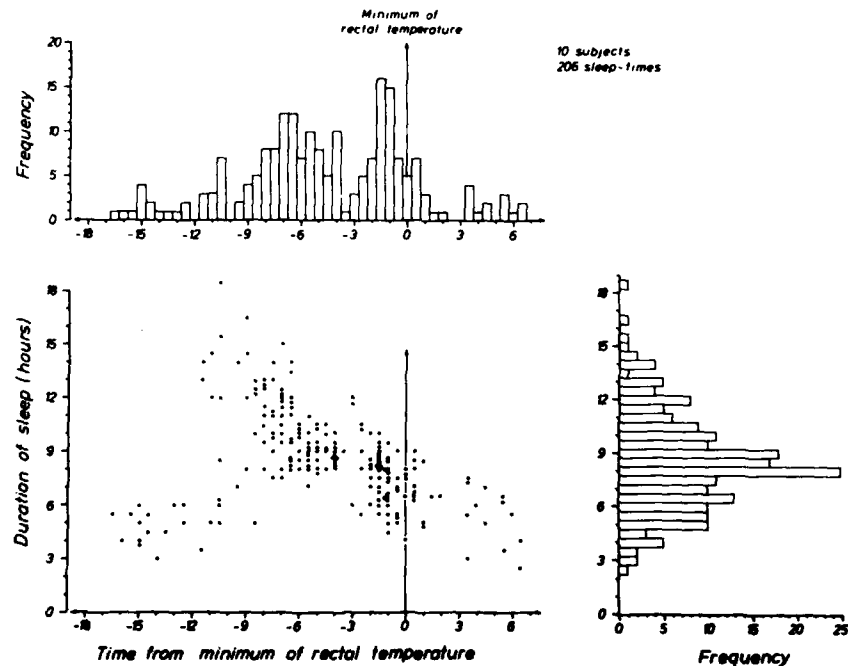 Minimum of
rectal temperature
10 subjects
206 sleep-times
Frequency
20
15
10
5
0
-18 -15 -12 -9 -6 -3 0 3 6
Duration of sleep (hours)
18
15
12
9
6
3
0
-18 -15 -12 -9 -6 -3 0 3 6
Time from minimum of rectal temperature
18
15
12
9
6
3
0
0 5 10 15 20 25
Frequency